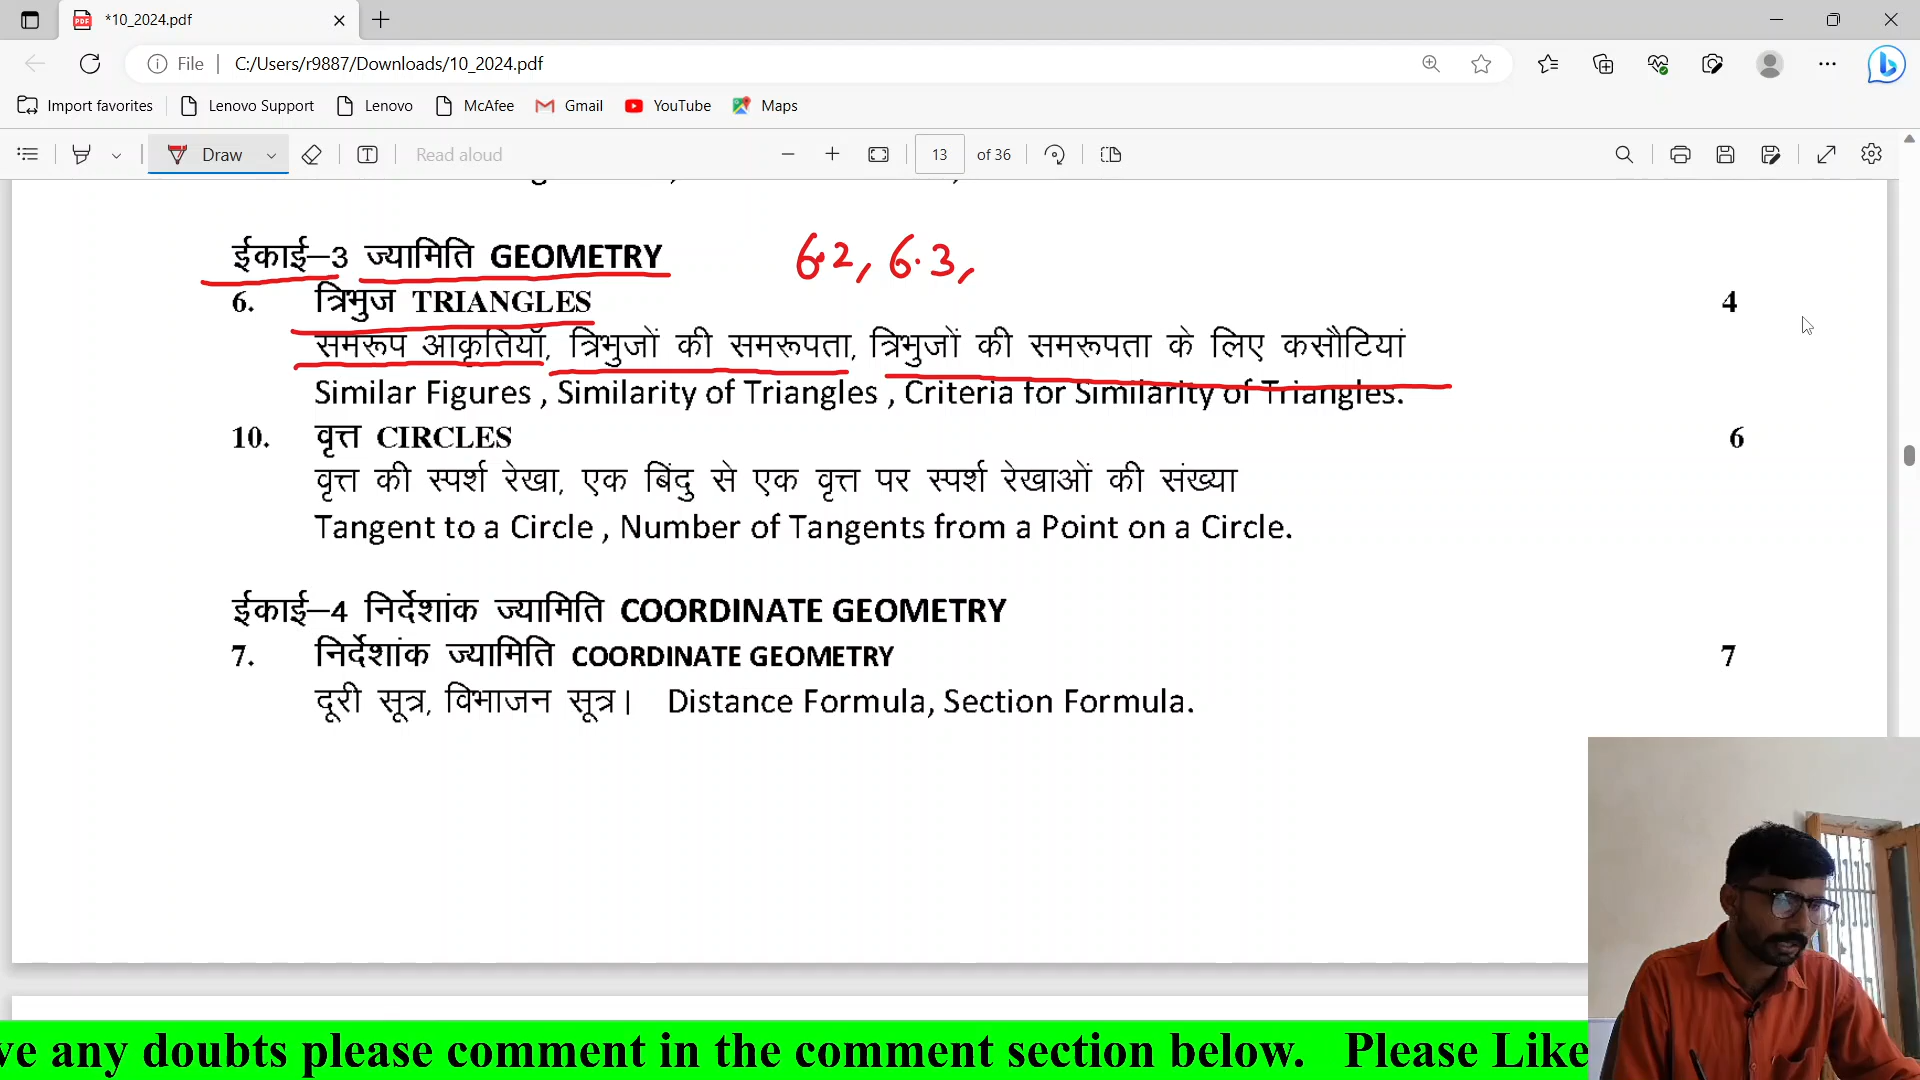 *10_2024.pdf
File
C:/Users/r9887/Downloads/10_2024.pdf
Import favorites
Lenovo Support
Lenovo
McAfee
Gmail
YouTube
Maps
Draw
Read aloud
13 of 36
ईकाई–3 ज्यामिति GEOMETRY
6.2, 6.3,
6. त्रिभुज TRIANGLES 4
समरूप आकृतियाँ, त्रिभुजों की समरूपता, त्रिभुजों की समरूपता के लिए कसौटियां
Similar Figures , Similarity of Triangles , Criteria for Similarity of Triangles.
10. वृत्त CIRCLES 6
वृत्त की स्पर्श रेखा, एक बिंदु से एक वृत्त पर स्पर्श रेखाओं की संख्या
Tangent to a Circle , Number of Tangents from a Point on a Circle.
ईकाई–4 निर्देशांक ज्यामिति COORDINATE GEOMETRY
7. निर्देशांक ज्यामिति COORDINATE GEOMETRY 7
दूरी सूत्र, विभाजन सूत्र। Distance Formula, Section Formula.
ve any doubts please comment in the comment section below. Please Like